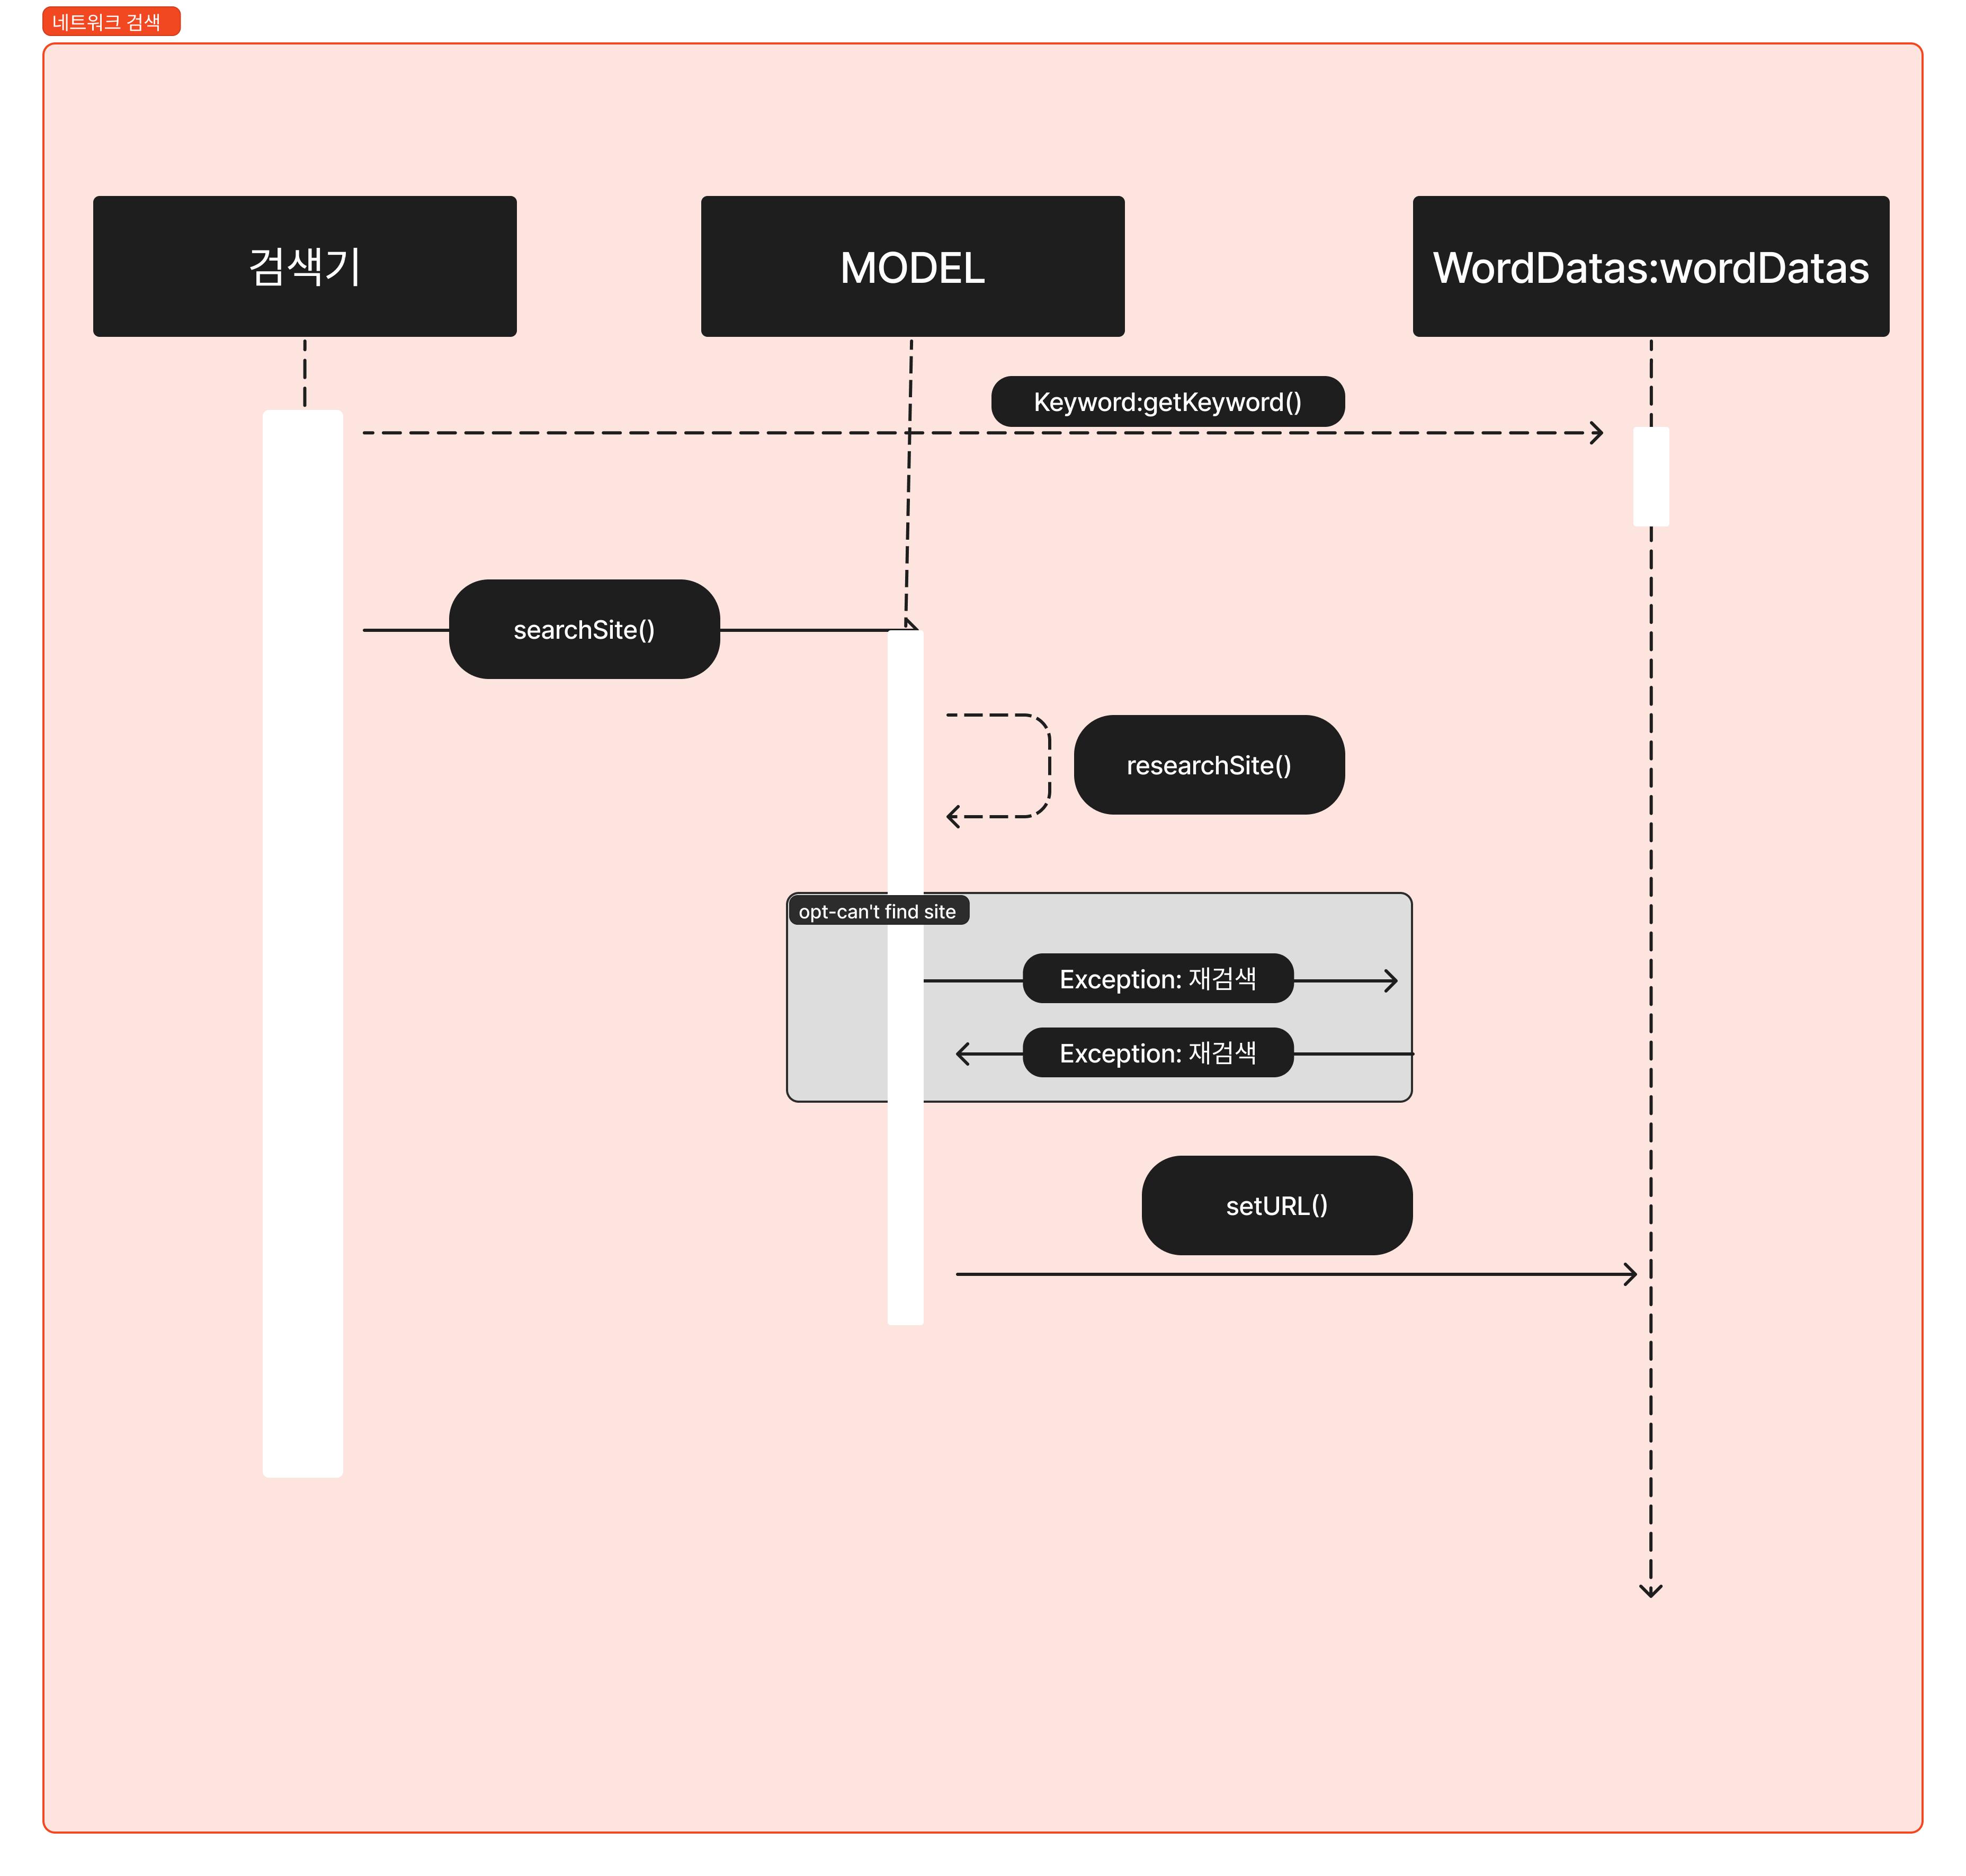 네트워크 검색
검색기
MODEL
WordDatas:wordDatas
Keyword:getKeyword()
searchSite()
researchSite()
opt-can't find site
Exception: 재검색
Exception: 재검색
setURL()